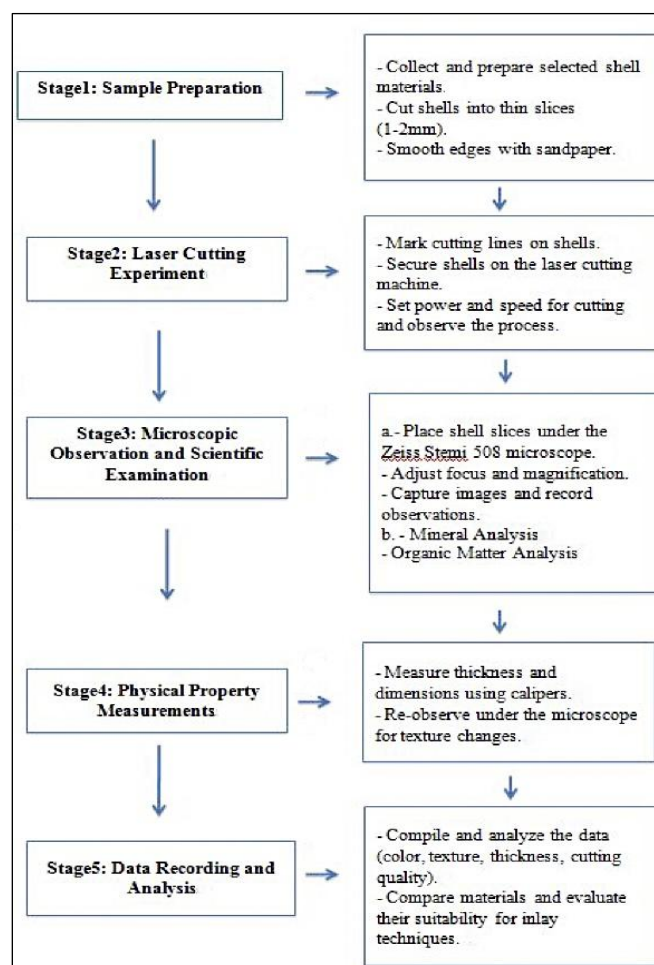 Stage1: Sample Preparation
- Collect and prepare selected shell
materials.
- Cut shells into thin slices
(1-2mm).
- Smooth edges with sandpaper.
Stage2: Laser Cutting
Experiment
- Mark cutting lines on shells.
- Secure shells on the laser cutting
machine.
- Set power and speed for cutting
and observe the process.
Stage3: Microscopic
Observation and Scientific
Examination
a.- Place shell slices under the
Zeiss Stemi 508 microscope.
- Adjust focus and magnification.
- Capture images and record
observations.
b. - Mineral Analysis
- Organic Matter Analysis
Stage4: Physical Property
Measurements
- Measure thickness and
dimensions using calipers.
- Re-observe under the microscope
for texture changes.
Stage5: Data Recording and
Analysis
- Compile and analyze the data
(color, texture, thickness, cutting
quality).
- Compare materials and evaluate
their suitability for inlay
techniques.